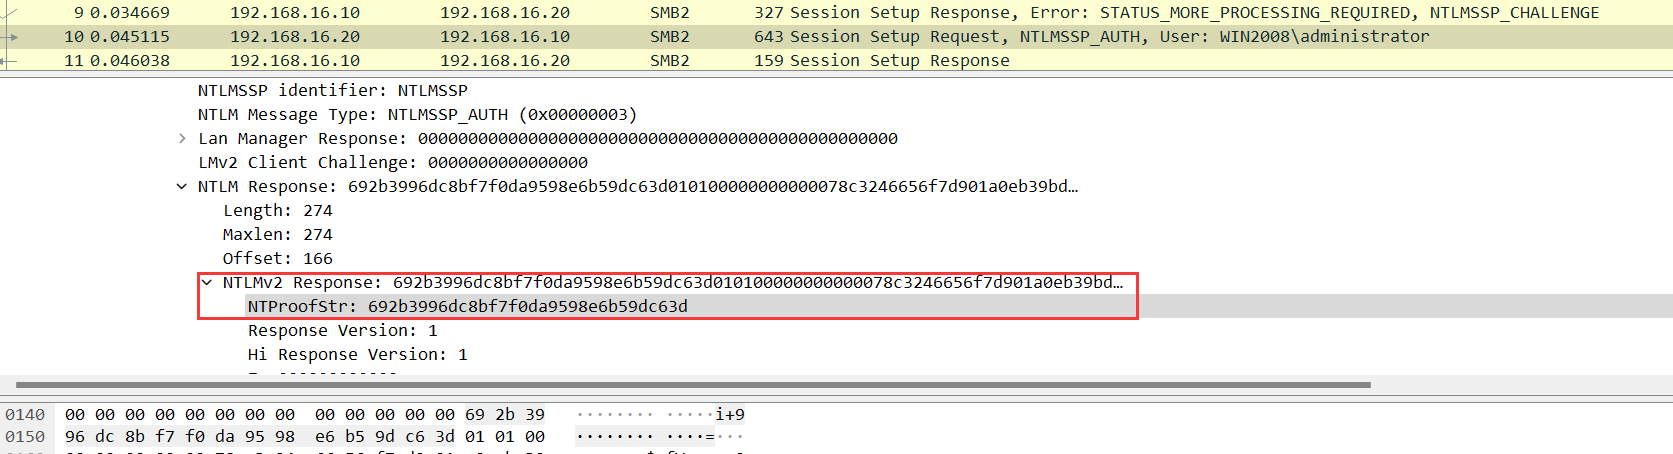 9 0.034669 192.168.16.10 192.168.16.20 SMB2 327 Session Setup Response, Error: STATUS_MORE_PROCESSING_REQUIRED, NTLMSSP_CHALLENGE
10 0.045115 192.168.16.20 192.168.16.10 SMB2 643 Session Setup Request, NTLMSSP_AUTH, User: WIN2008\administrator
11 0.046038 192.168.16.10 192.168.16.20 SMB2 159 Session Setup Response
NTLMSSP identifier: NTLMSSP
NTLM Message Type: NTLMSSP_AUTH (0x00000003)
Lan Manager Response: 000000000000000000000000000000000000000000000000
LMv2 Client Challenge: 0000000000000000
NTLM Response: 692b3996dc8bf7f0da9598e6b59dc63d010100000000000078c3246656f7d901a0eb39bd…
Length: 274
Maxlen: 274
Offset: 166
NTLMv2 Response: 692b3996dc8bf7f0da9598e6b59dc63d010100000000000078c3246656f7d901a0eb39bd…
NTProofStr: 692b3996dc8bf7f0da9598e6b59dc63d
Response Version: 1
Hi Response Version: 1
0140 00 00 00 00 00 00 00 00 00 00 00 00 00 69 2b 39 ········ ·····i+9
0150 96 dc 8b f7 f0 da 95 98 e6 b5 9d c6 3d 01 01 00 ········ ····=···